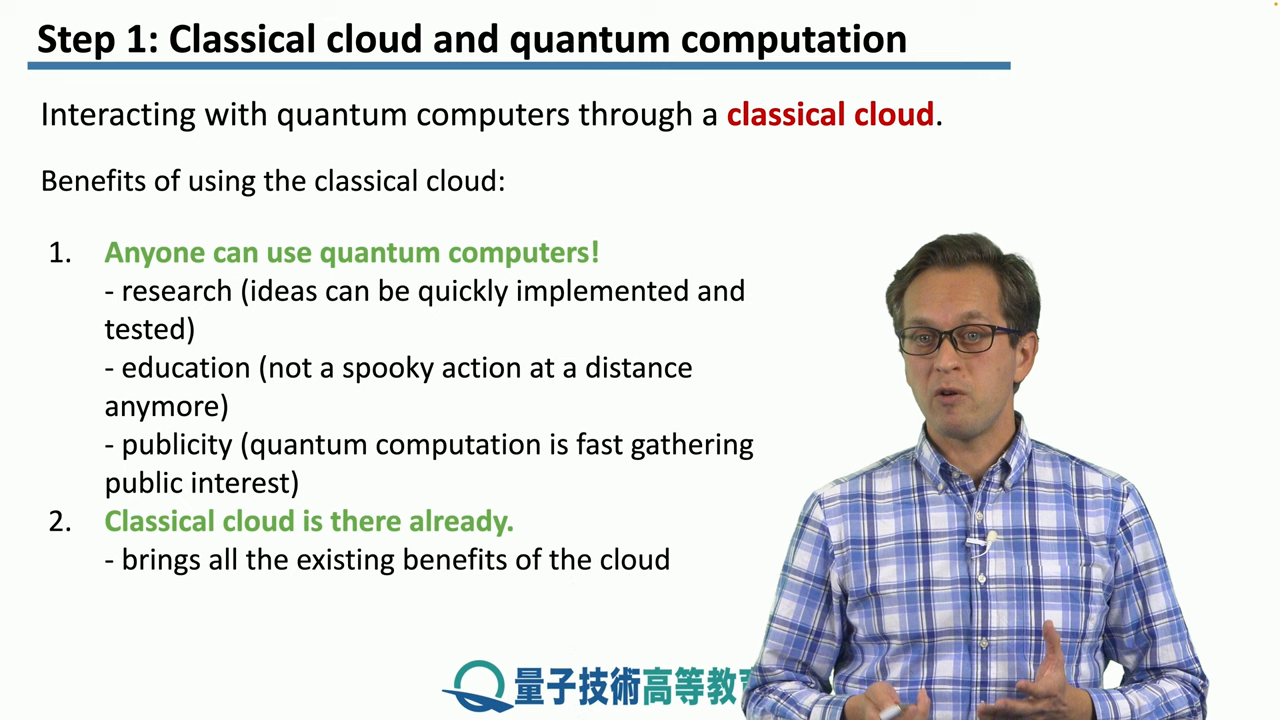 Step 1: Classical cloud and quantum computation
Interacting with quantum computers through a classical cloud.
Benefits of using the classical cloud:
1. Anyone can use quantum computers!
- research (ideas can be quickly implemented and
tested)
- education (not a spooky action at a distance
anymore)
- publicity (quantum computation is fast gathering
public interest)
2. Classical cloud is there already.
- brings all the existing benefits of the cloud
量子技術高等教